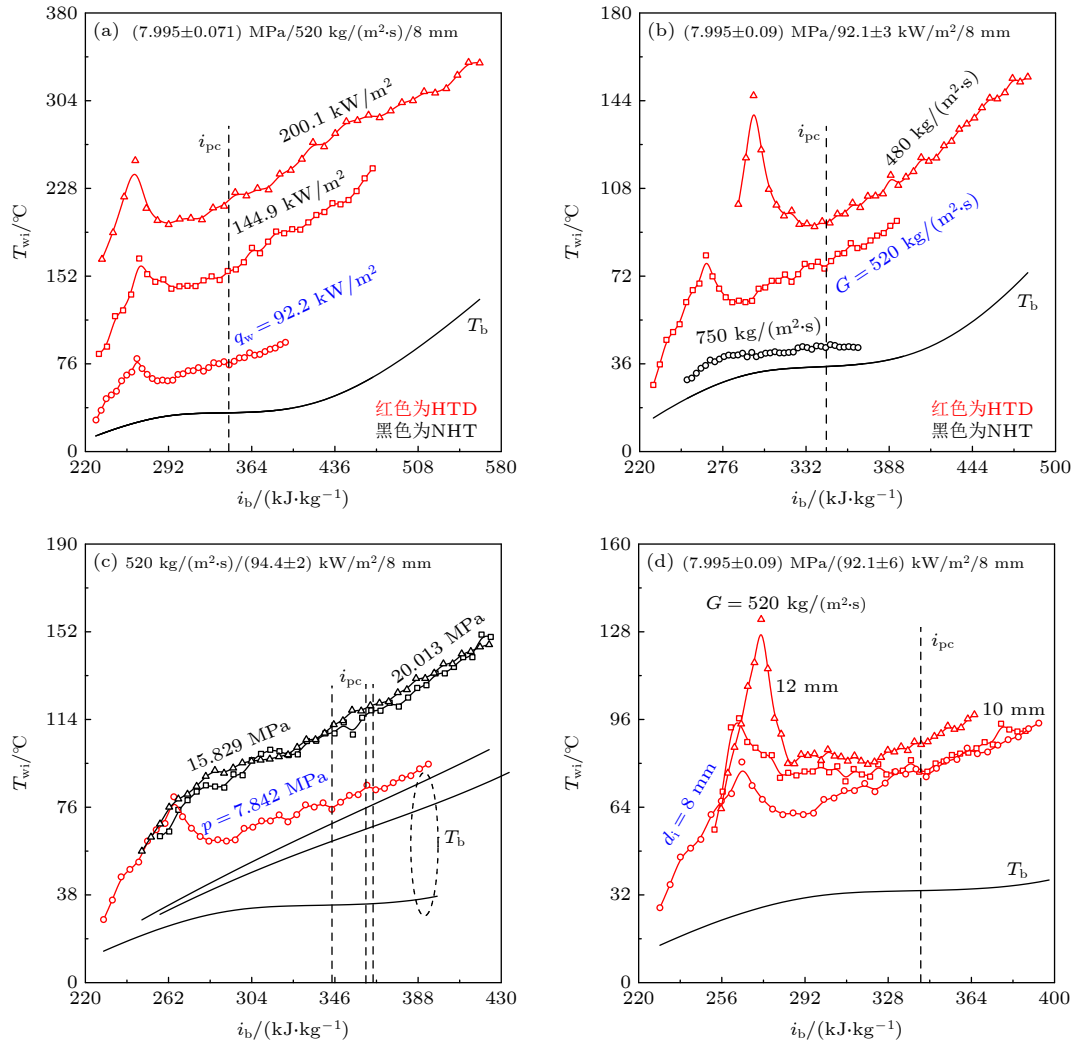 (a) (7.995±0.071) MPa/520 kg/(m²·s)/8 mm
380
304
228
152
76
0
T_wi/℃
i_pc
200.1 kW/m²
144.9 kW/m²
q_w = 92.2 kW/m²
T_b
红色为HTD
黑色为NHT
220 292 364 436 508 580
i_b/(kJ·kg⁻¹)
(b) (7.995±0.09) MPa/92.1±3 kW/m²/8 mm
180
144
108
72
36
0
T_wi/℃
i_pc
480 kg/(m²·s)
G = 520 kg/(m²·s)
750 kg/(m²·s)
T_b
红色为HTD
黑色为NHT
220 276 332 388 444 500
i_b/(kJ·kg⁻¹)
(c) 520 kg/(m²·s)/(94.4±2) kW/m²/8 mm
190
152
114
76
38
0
T_wi/℃
i_pc
20.013 MPa
15.829 MPa
p = 7.842 MPa
T_b
220 262 304 346 388 430
i_b/(kJ·kg⁻¹)
(d) (7.995±0.09) MPa/(92.1±6) kW/m²/8 mm
160
128
96
64
32
0
T_wi/℃
G = 520 kg/(m²·s)
i_pc
12 mm
10 mm
d_i = 8 mm
T_b
220 256 292 328 364 400
i_b/(kJ·kg⁻¹)